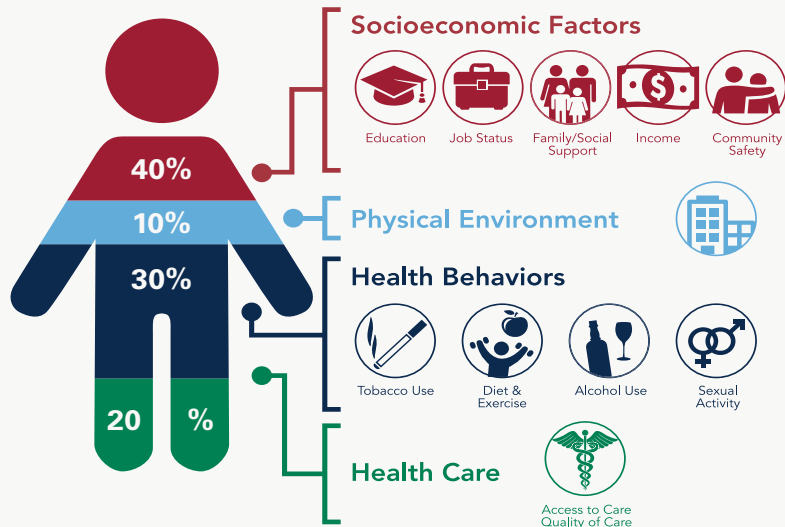 Socioeconomic Factors
Education
Job Status
Family/Social
Support
Income
Community
Safety
40%
10%
Physical Environment
30%
Health Behaviors
Tobacco Use
Diet &
Exercise
Alcohol Use
Sexual
Activity
20 %
Health Care
Access to Care
Quality of Care